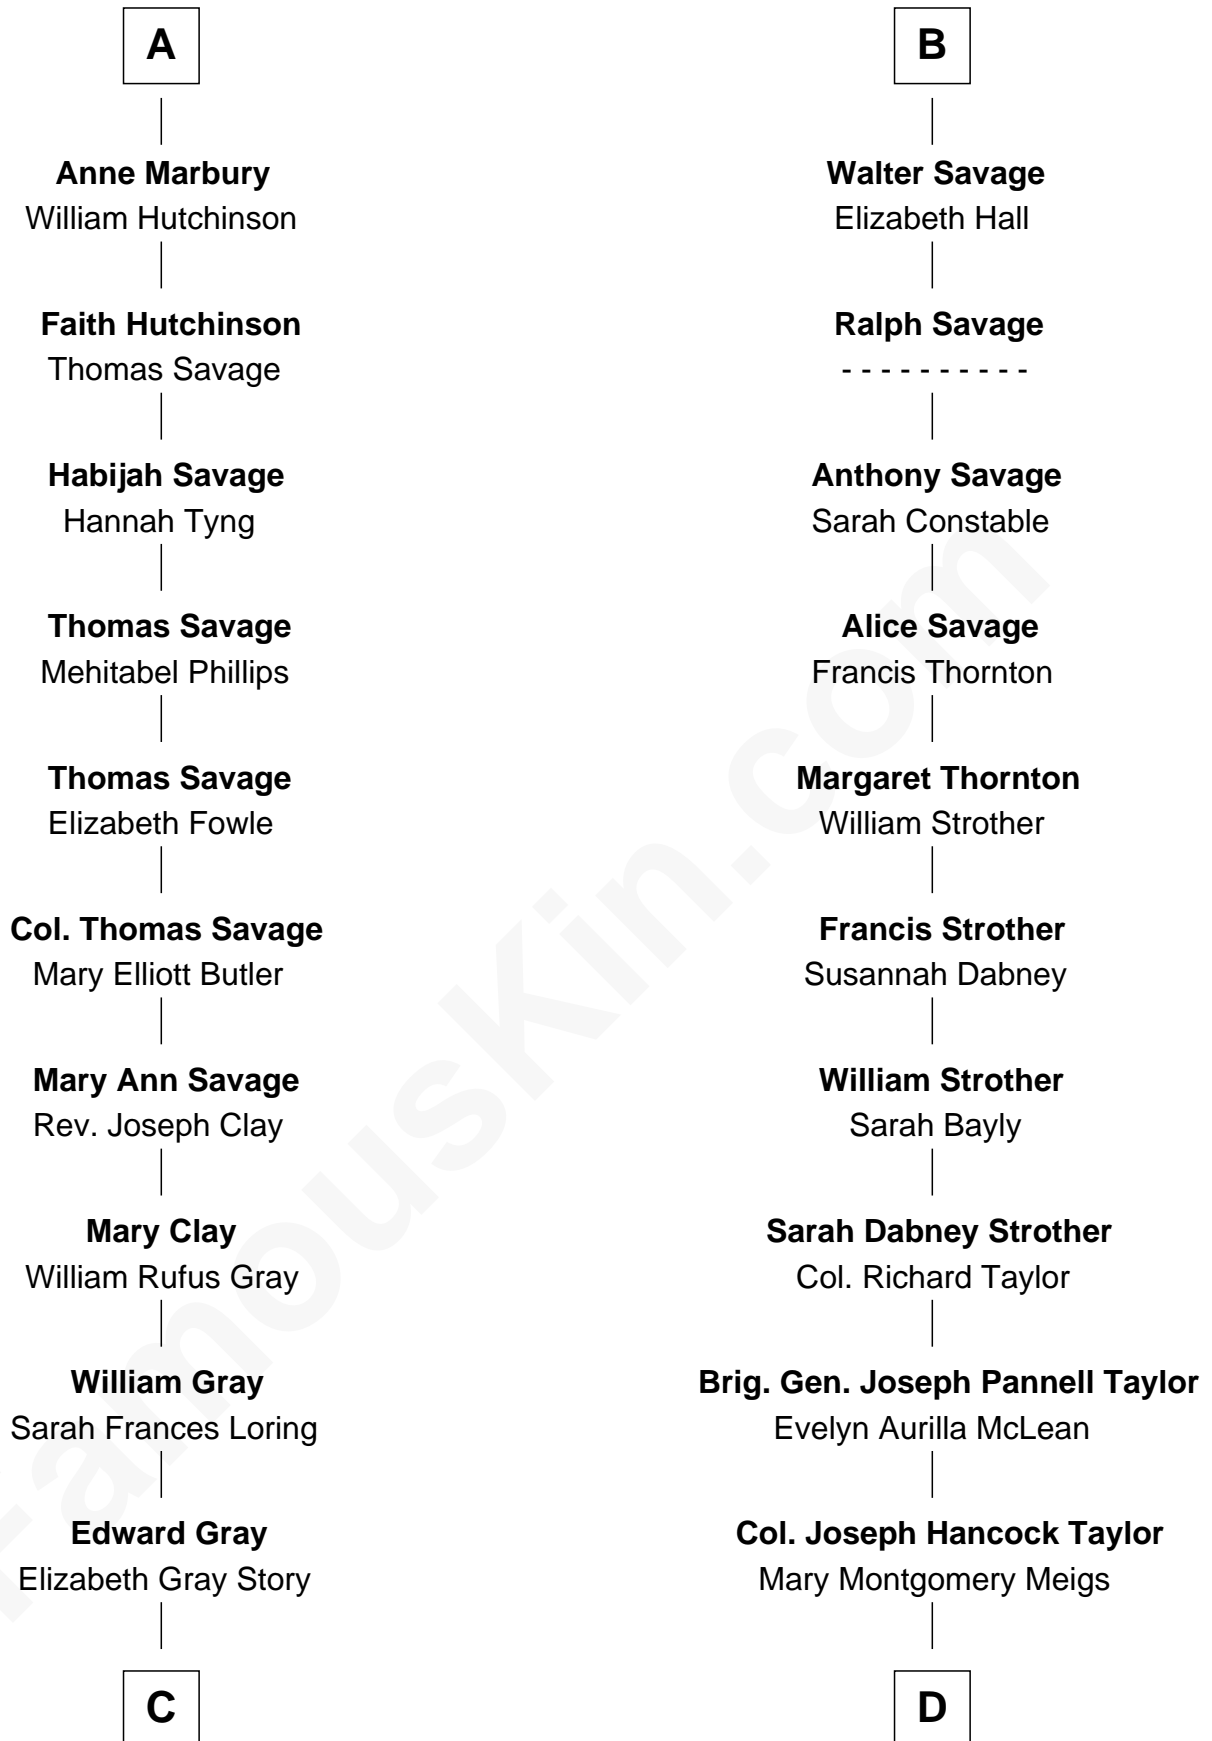 A
Anne Marbury
William Hutchinson
Faith Hutchinson
Thomas Savage
Habijah Savage
Hannah Tyng
Thomas Savage
Mehitabel Phillips
Thomas Savage
Elizabeth Fowle
Col. Thomas Savage
Mary Elliott Butler
Mary Ann Savage
Rev. Joseph Clay
Mary Clay
William Rufus Gray
William Gray
Sarah Frances Loring
Edward Gray
Elizabeth Gray Story
C
B
Walter Savage
Elizabeth Hall
Ralph Savage
- - - - - - - - - -
Anthony Savage
Sarah Constable
Alice Savage
Francis Thornton
Margaret Thornton
William Strother
Francis Strother
Susannah Dabney
William Strother
Sarah Bayly
Sarah Dabney Strother
Col. Richard Taylor
Brig. Gen. Joseph Pannell Taylor
Evelyn Aurilla McLean
Col. Joseph Hancock Taylor
Mary Montgomery Meigs
D
FamousKin.com